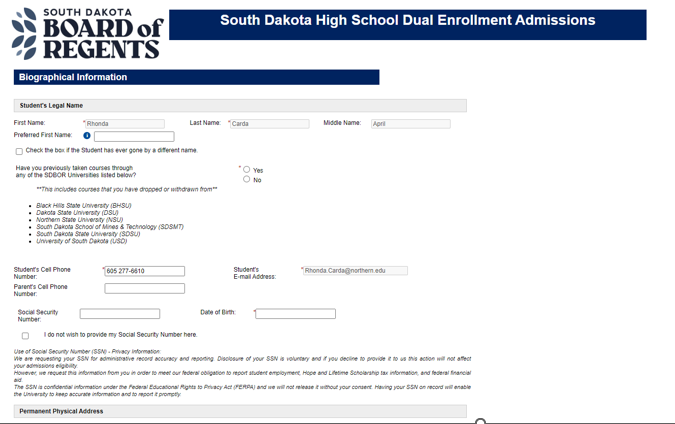 SOUTH DAKOTA
BOARD of
REGENTS
South Dakota High School Dual Enrollment Admissions
Biographical Information
Student's Legal Name
First Name: * Rhonda Last Name: * Carda Middle Name: April
Preferred First Name: i
Check the box if the Student has ever gone by a different name.
Have you previously taken courses through * Yes
any of the SDBOR Universities listed below? No
**This includes courses that you have dropped or withdrawn from**
• Black Hills State University (BHSU)
• Dakota State University (DSU)
• Northern State University (NSU)
• South Dakota School of Mines & Technology (SDSMT)
• South Dakota State University (SDSU)
• University of South Dakota (USD)
Student's Cell Phone * 605 277-6610 Student's * Rhonda.Carda@northern.edu
Number: E-mail Address:
Parent's Cell Phone
Number:
Social Security Date of Birth: *
Number:
I do not wish to provide my Social Security Number here.
Use of Social Security Number (SSN) - Privacy Information:
We are requesting your SSN for administrative record accuracy and reporting. Disclosure of your SSN is voluntary and if you decline to provide it to us this action will not affect
your admissions eligibility.
However, we request this information from you in order to meet our federal obligation to report student employment, Hope and Lifetime Scholarship tax information, and federal financial
aid.
The SSN is confidential information under the Federal Educational Rights to Privacy Act (FERPA) and we will not release it without your consent. Having your SSN on record will enable
the University to keep accurate information and to report it promptly.
Permanent Physical Address